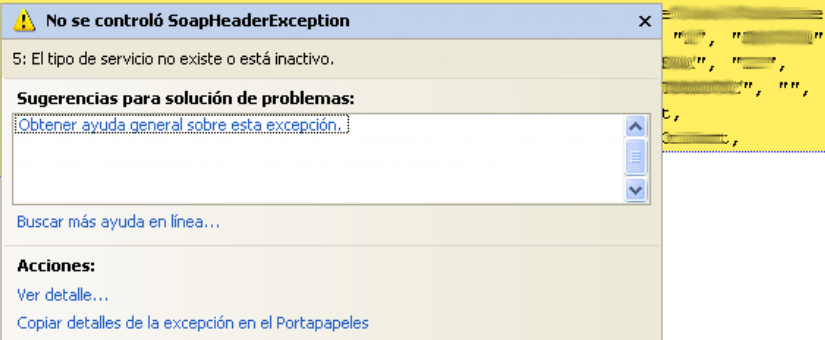 No se controló SoapHeaderException
5: El tipo de servicio no existe o está inactivo.
Sugerencias para solución de problemas:
Obtener ayuda general sobre esta excepción.
Buscar más ayuda en línea...
Acciones:
Ver detalle...
Copiar detalles de la excepción en el Portapapeles